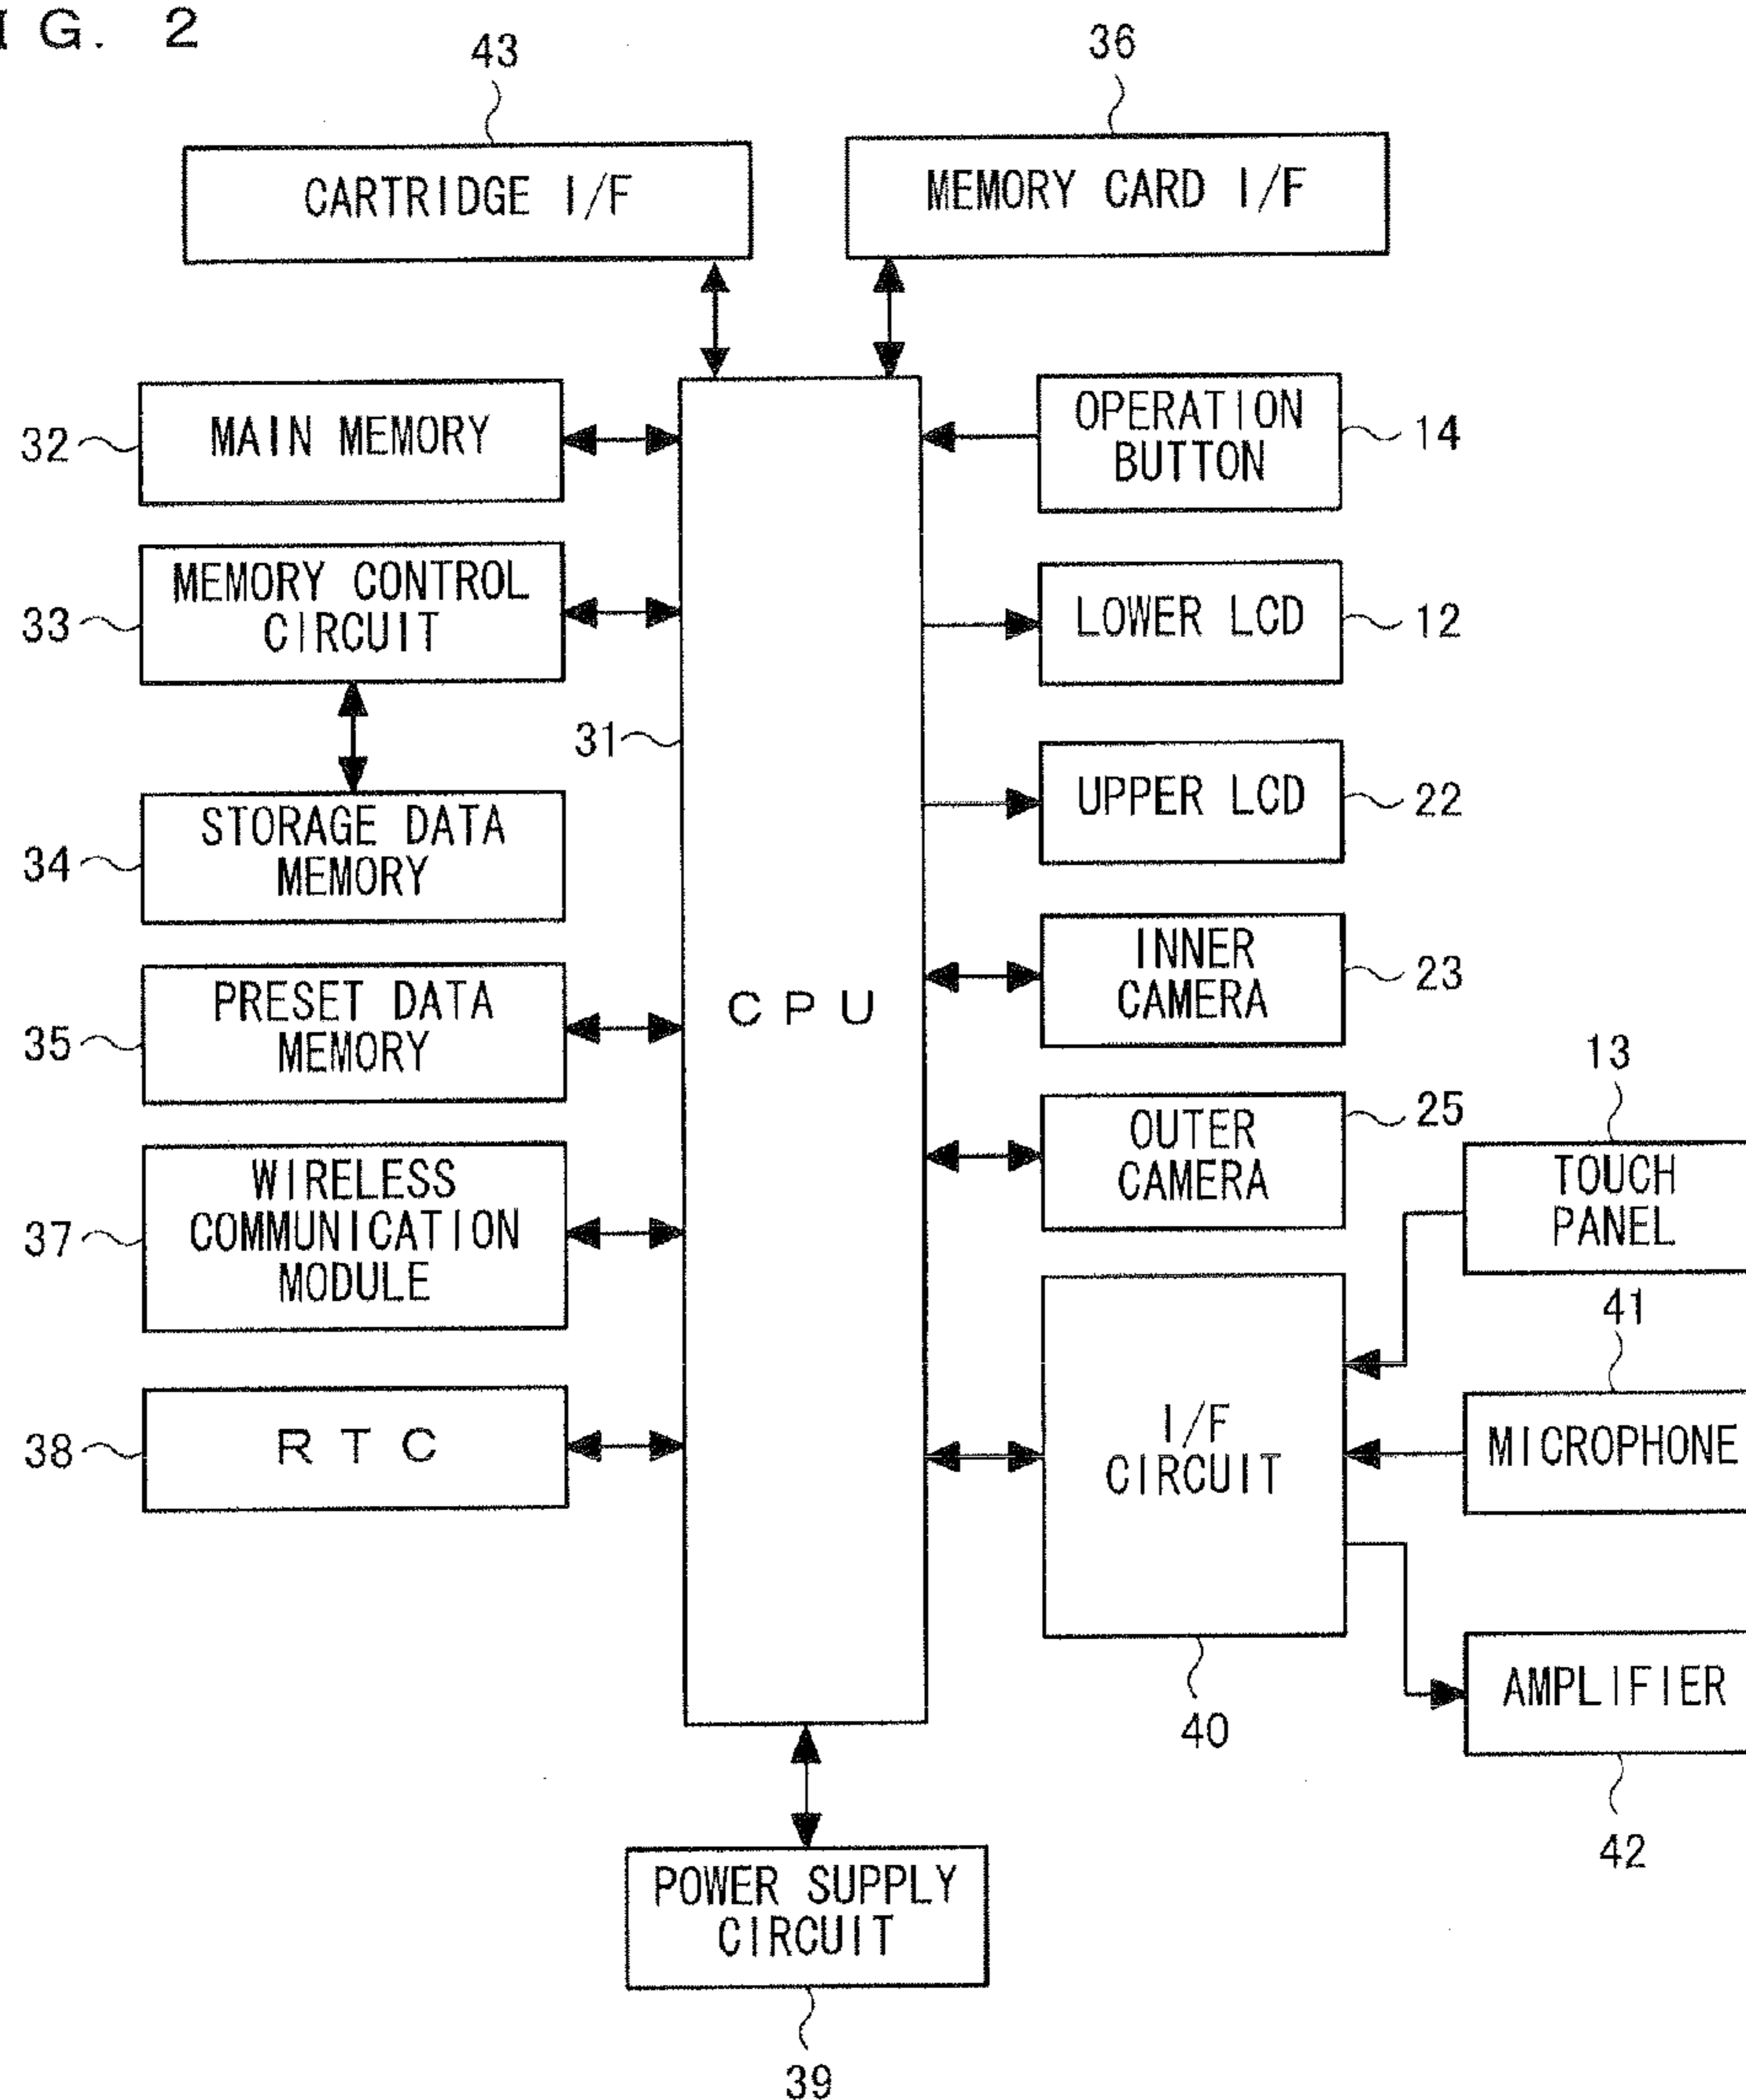 I G. 2
43
36
CARTRIDGE I/F
MEMORY CARD I/F
32
MAIN MEMORY
OPERATION
BUTTON
14
33
MEMORY CONTROL
CIRCUIT
LOWER LCD
12
31
34
STORAGE DATA
MEMORY
UPPER LCD
22
35
PRESET DATA
MEMORY
CPU
INNER
CAMERA
23
37
WIRELESS
COMMUNICATION
MODULE
OUTER
CAMERA
25
13
TOUCH
PANEL
38
RTC
I/F
CIRCUIT
40
41
MICROPHONE
AMPLIFIER
42
POWER SUPPLY
CIRCUIT
39